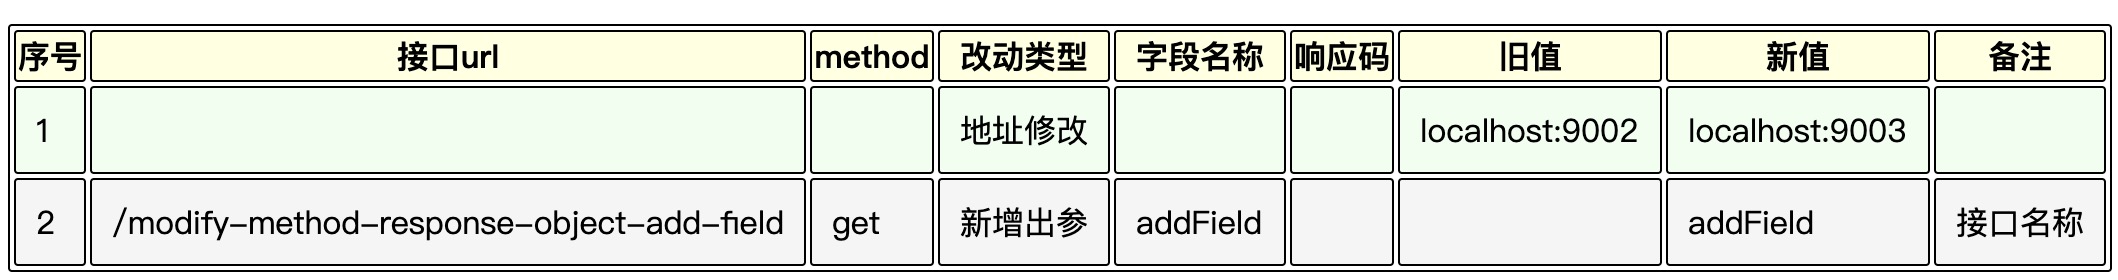 序号 接口url method 改动类型 字段名称 响应码 旧值 新值 备注
1 地址修改 localhost:9002 localhost:9003
2 /modify-method-response-object-add-field get 新增出参 addField addField 接口名称